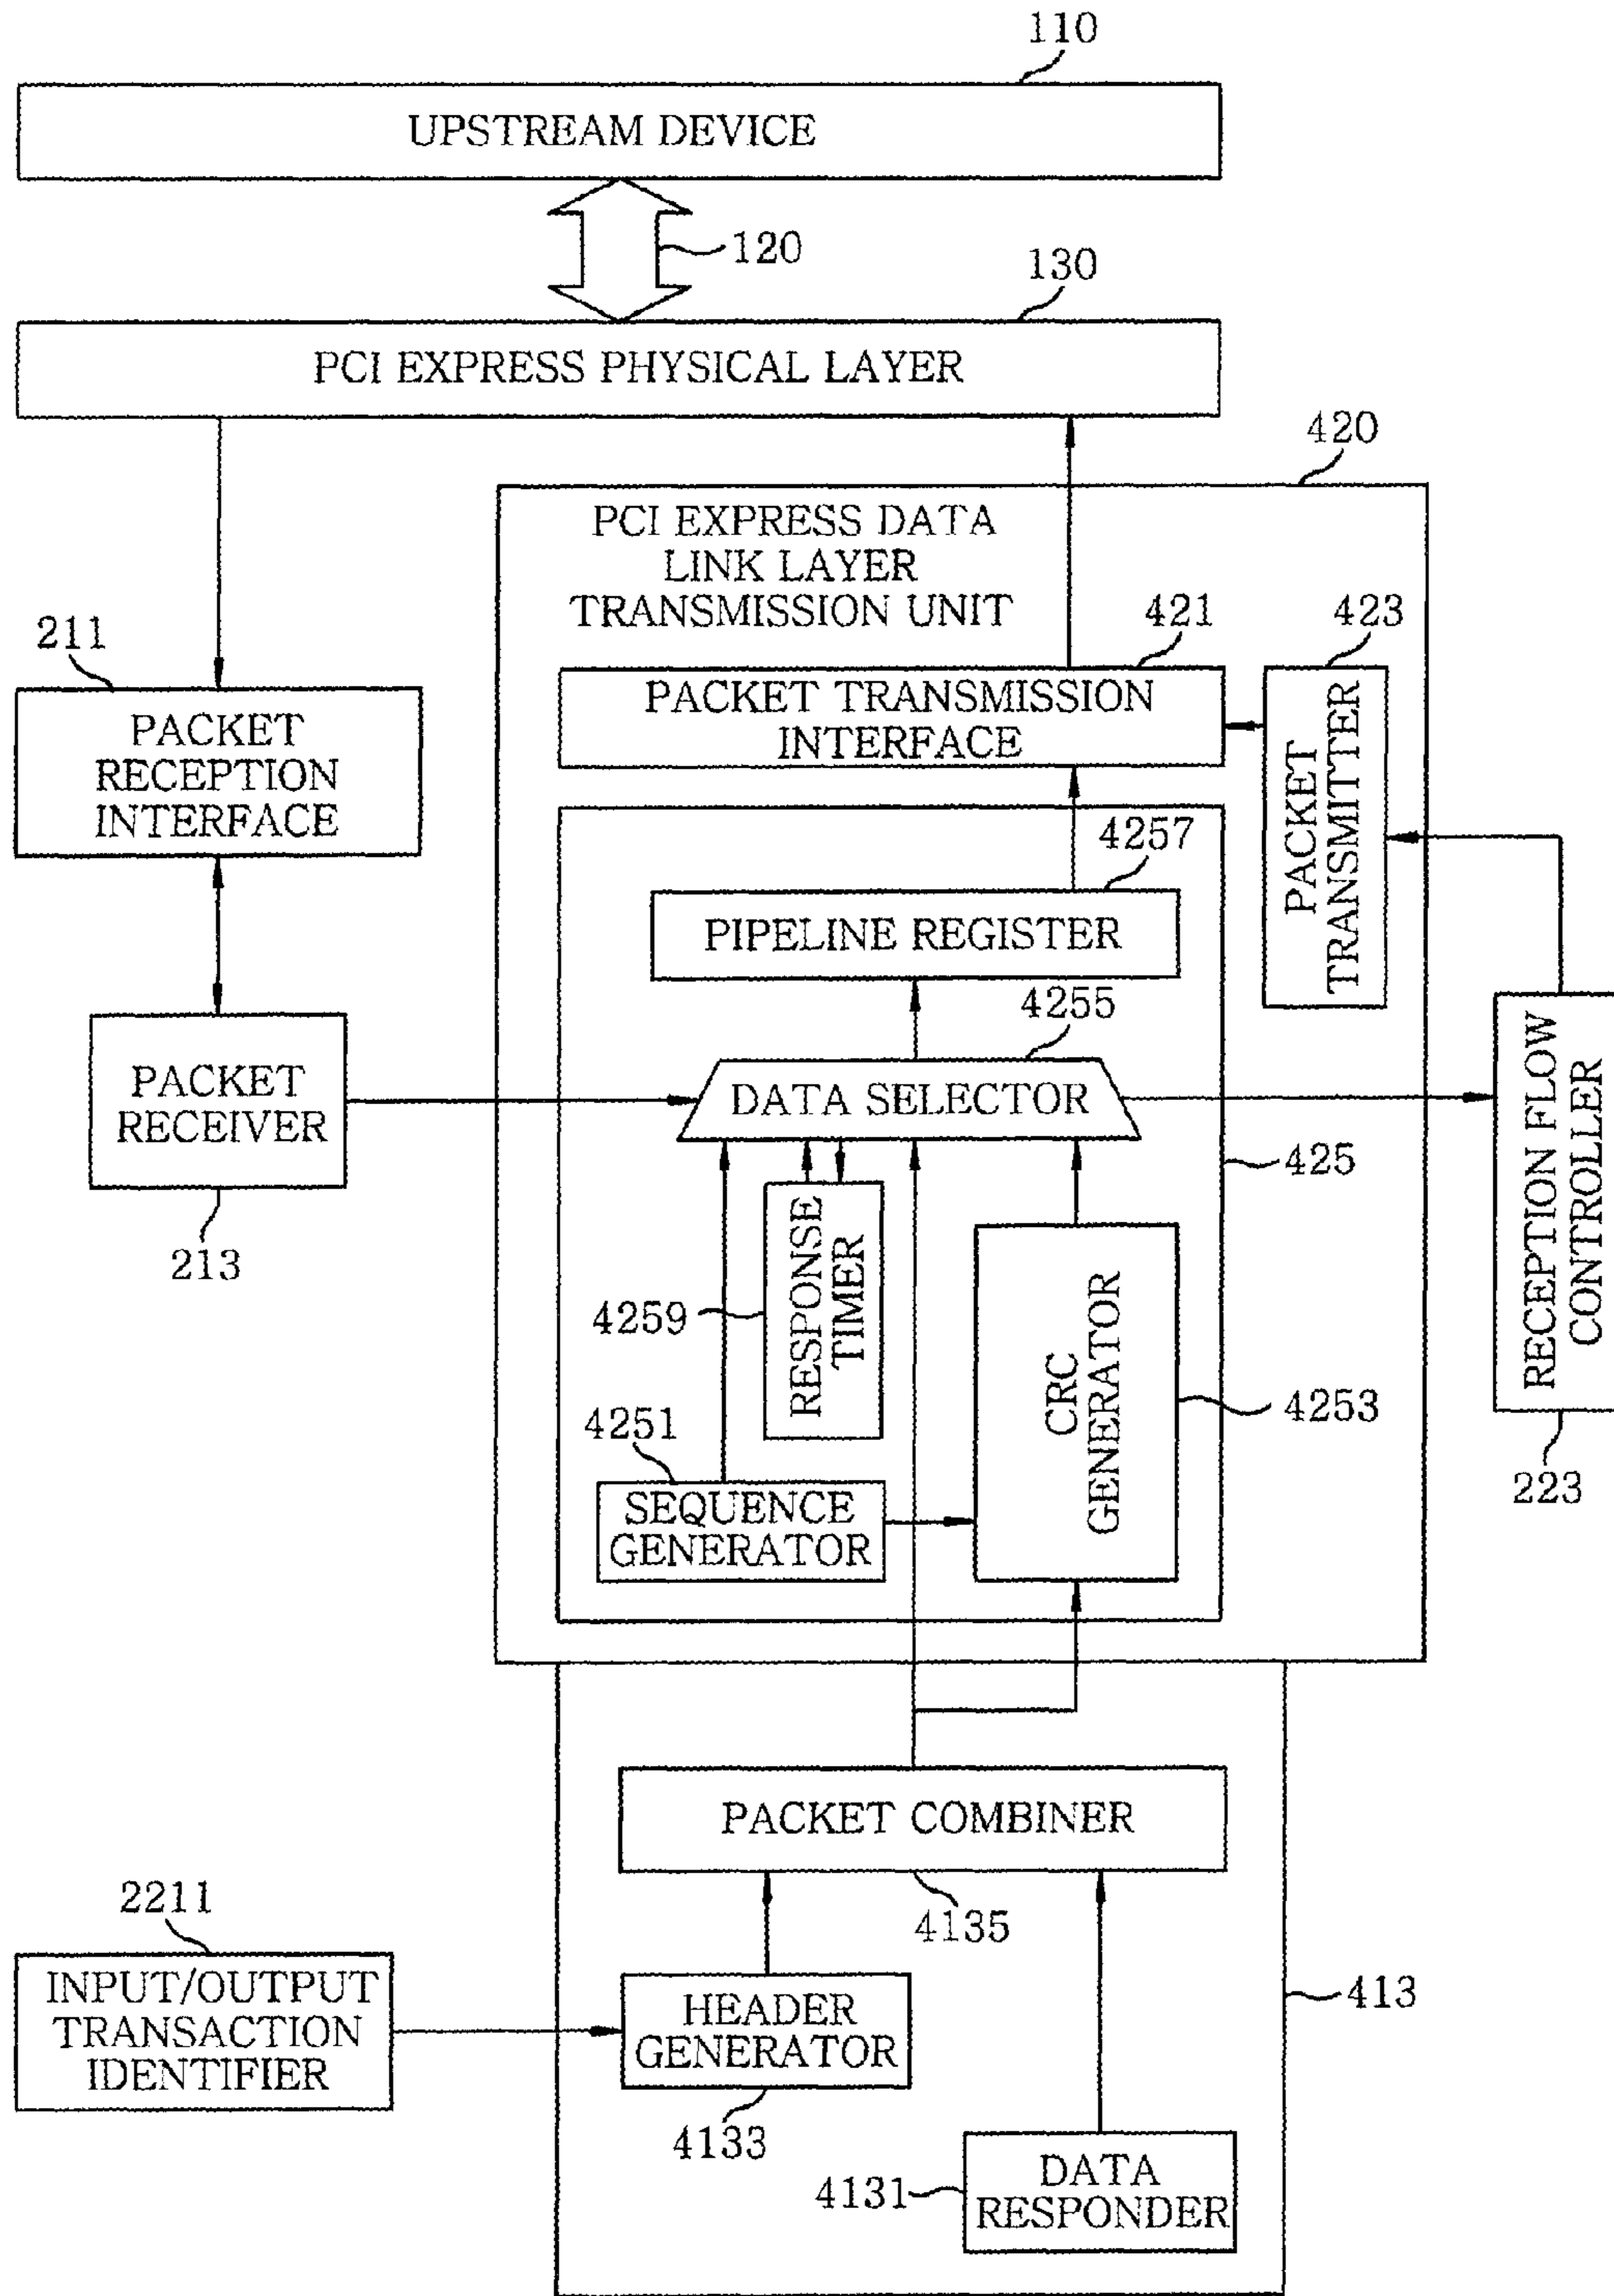 110
UPSTREAM DEVICE
120
130
PCI EXPRESS PHYSICAL LAYER
420
PCI EXPRESS DATA
LINK LAYER
TRANSMISSION UNIT
211
421
423
PACKET
RECEPTION
INTERFACE
PACKET TRANSMISSION
INTERFACE
PACKET
TRANSMITTER
4257
PIPELINE REGISTER
4255
PACKET
RECEIVER
DATA SELECTOR
425
213
RESPONSE
TIMER
4259
CRC
GENERATOR
4253
RECEPTION FLOW
CONTROLLER
223
4251
SEQUENCE
GENERATOR
PACKET COMBINER
4135
2211
INPUT/OUTPUT
TRANSACTION
IDENTIFIER
HEADER
GENERATOR
413
4133
4131
DATA
RESPONDER